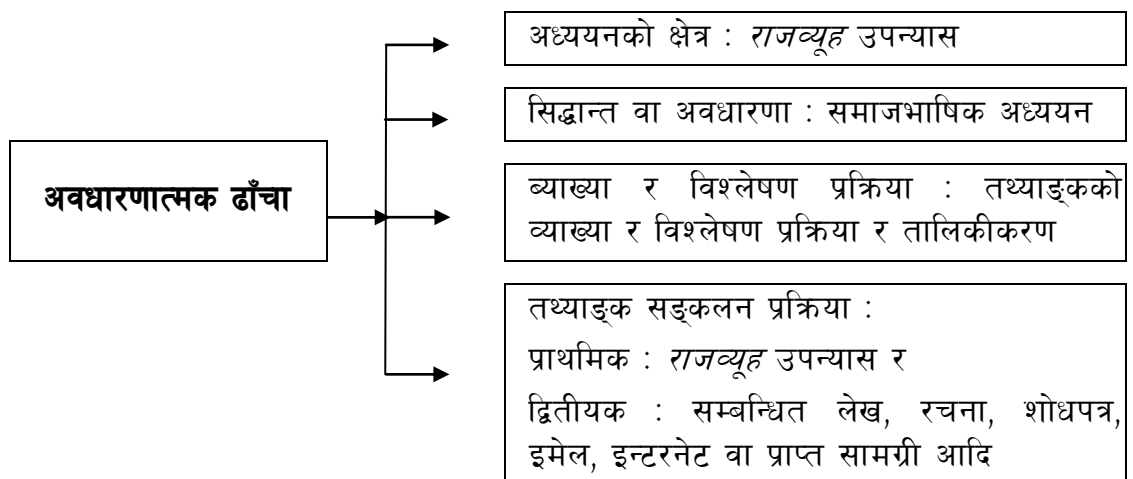 अवधारणात्मक ढाँचा
अध्ययनको क्षेत्र : राजव्यूह उपन्यास
सिद्धान्त वा अवधारणा : समाजभाषिक अध्ययन
ब्याख्या र विश्लेषण प्रक्रिया : तथ्याङ्कको
व्याख्या र विश्लेषण प्रक्रिया र तालिकीकरण
तथ्याङ्क सङ्कलन प्रक्रिया :
प्राथमिक : राजव्यूह उपन्यास र
द्वितीयक : सम्बन्धित लेख, रचना, शोधपत्र,
इमेल, इन्टरनेट वा प्राप्त सामग्री आदि